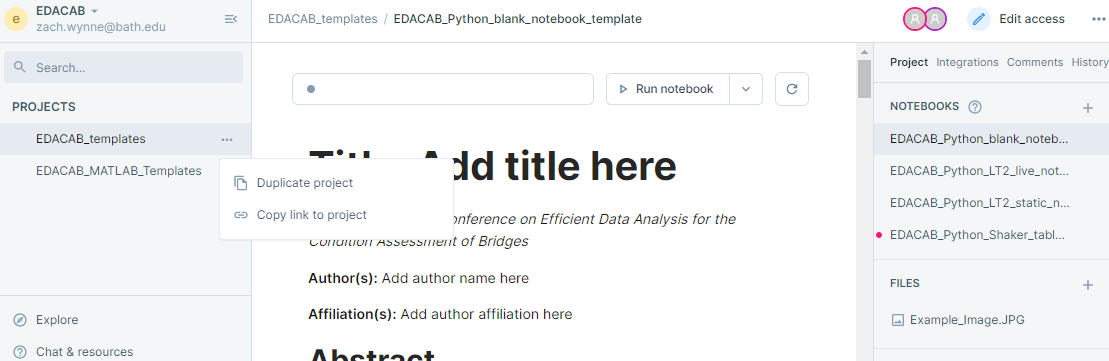 e
EDACAB
zach.wynne@bath.edu
Search...
PROJECTS
EDACAB_templates
EDACAB_MATLAB_Templates
Duplicate project
Copy link to project
Explore
Chat & resources
EDACAB_templates / EDACAB_Python_blank_notebook_template
Edit access
Run notebook
Add title here
onference on Efficient Data Analysis for the
Condition Assessment of Bridges
Author(s): Add author name here
Affiliation(s): Add author affiliation here
Abstract
Project Integrations Comments History
NOTEBOOKS
EDACAB_Python_blank_noteb...
EDACAB_Python_LT2_live_not...
EDACAB_Python_LT2_static_n...
EDACAB_Python_Shaker_tabl...
FILES
Example_Image.JPG